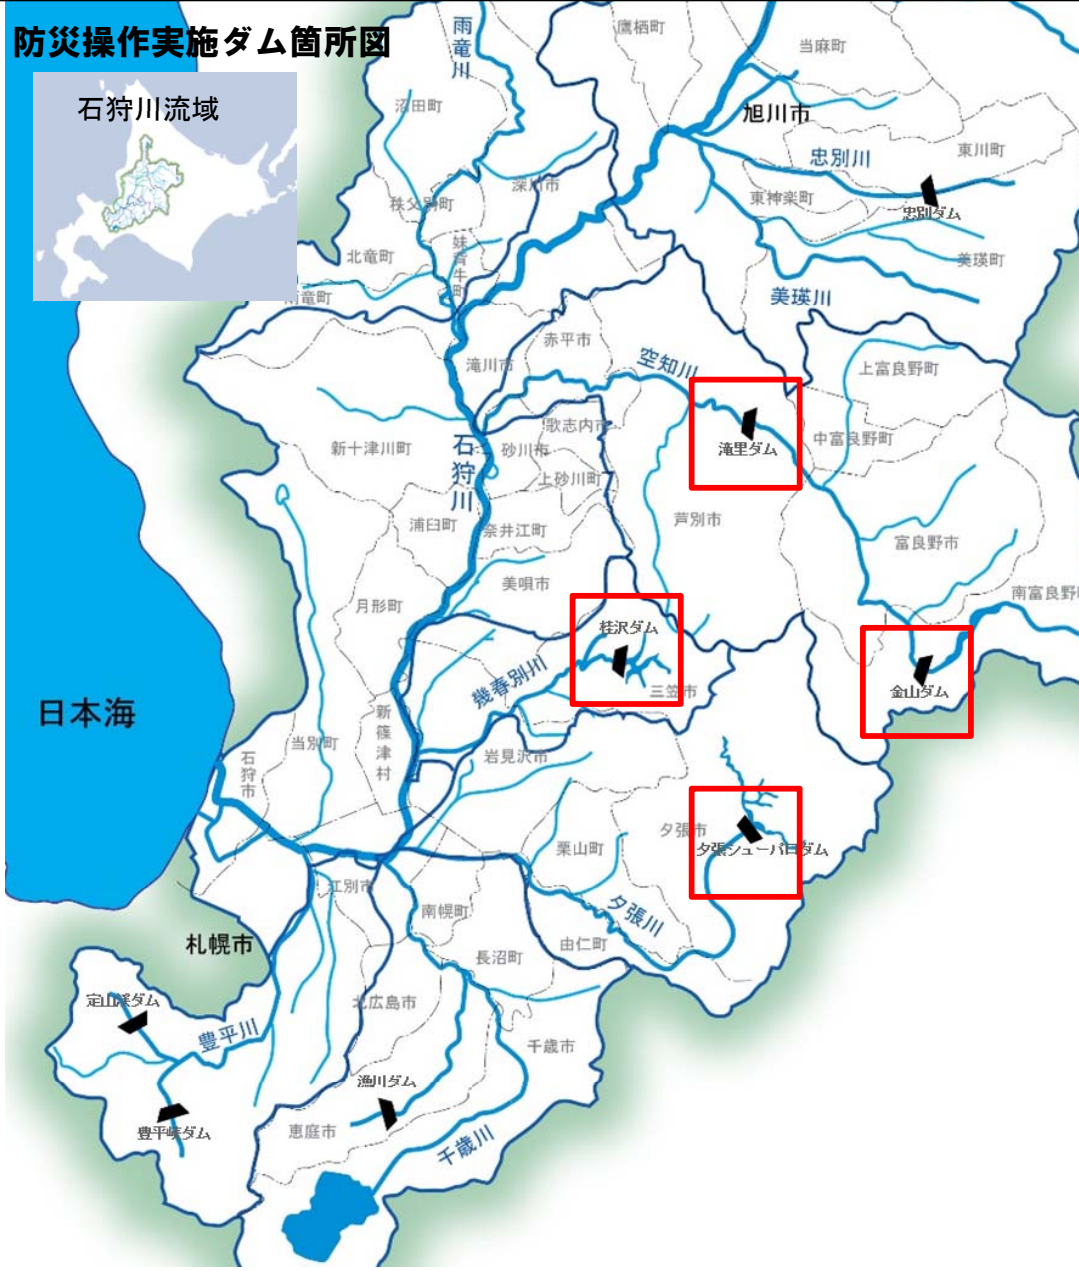 防災操作実施ダム箇所図
石狩川流域
雨竜川
鷹栖町
当麻町
沼田町
旭川市
忠別川
東川町
深川市
秩父別町
東神楽町
忠別ダム
妹背牛町
北竜町
美瑛町
雨竜町
美瑛川
赤平市
滝川市
空知川
上富良野町
歌志内市
中富良野町
新十津川町
石狩川
砂川市
滝里ダム
上砂川町
浦臼町
奈井江町
芦別市
富良野市
美唄市
南富良野町
月形町
桂沢ダム
幾春別川
三笠市
金山ダム
日本海
新篠津村
当別町
石狩市
岩見沢市
夕張市
夕張シューパロダム
栗山町
江別市
南幌町
夕張川
札幌市
由仁町
長沼町
定山渓ダム
北広島市
豊平川
千歳市
漁川ダム
豊平峡ダム
恵庭市
千歳川